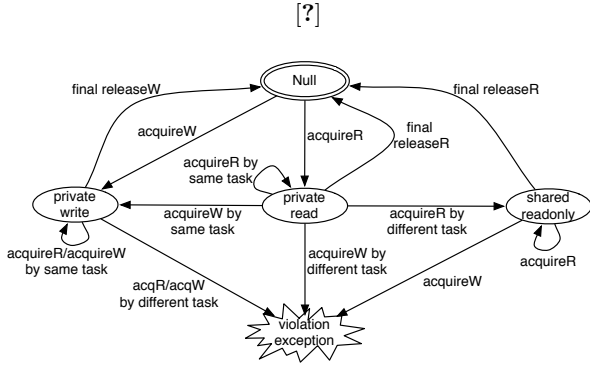 [?]
Null
final releaseW
final releaseR
acquireW
acquireR
final
releaseR
acquireR by
same task
private
write
private
read
shared
readonly
acquireW by
same task
acquireR by
different task
acquireR/acquireW
by same task
acquireW by
different task
acquireR
acqR/acqW
by different task
acquireW
violation
exception